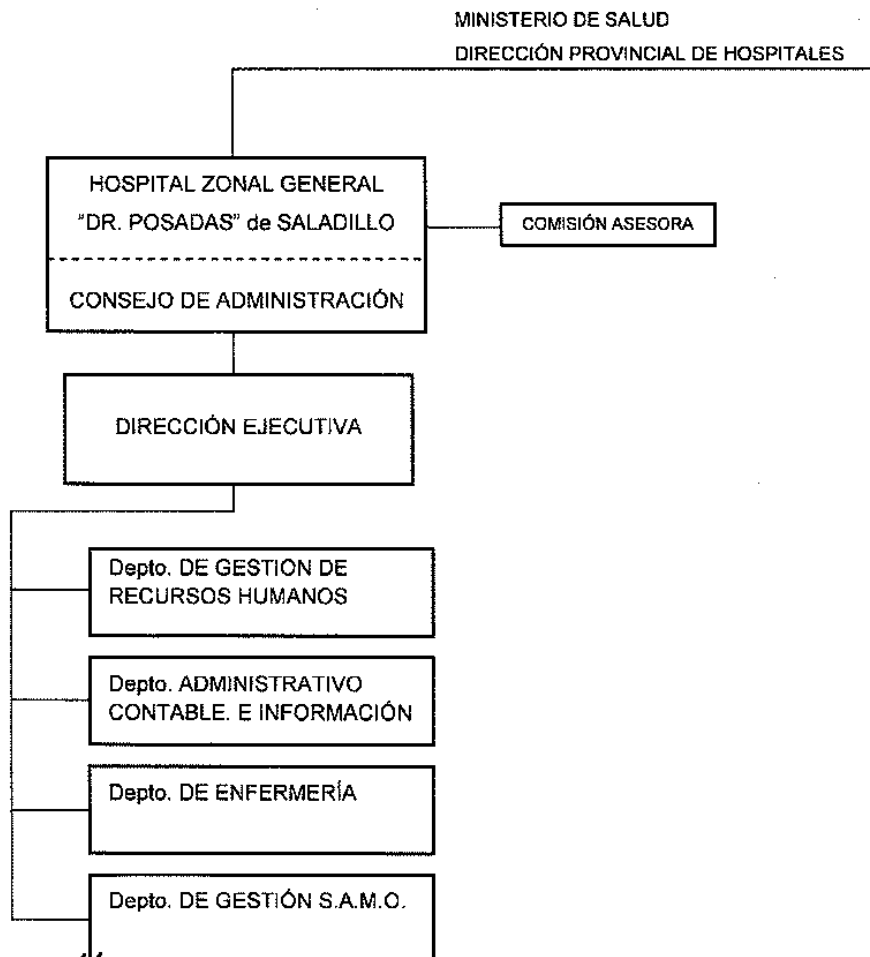 MINISTERIO DE SALUD
DIRECCIÓN PROVINCIAL DE HOSPITALES
HOSPITAL ZONAL GENERAL
"DR. POSADAS" de SALADILLO
COMISIÓN ASESORA
CONSEJO DE ADMINISTRACIÓN
DIRECCIÓN EJECUTIVA
Depto. DE GESTION DE
RECURSOS HUMANOS
Depto. ADMINISTRATIVO
CONTABLE. E INFORMACIÓN
Depto. DE ENFERMERÍA
Depto. DE GESTIÓN S.A.M.O.